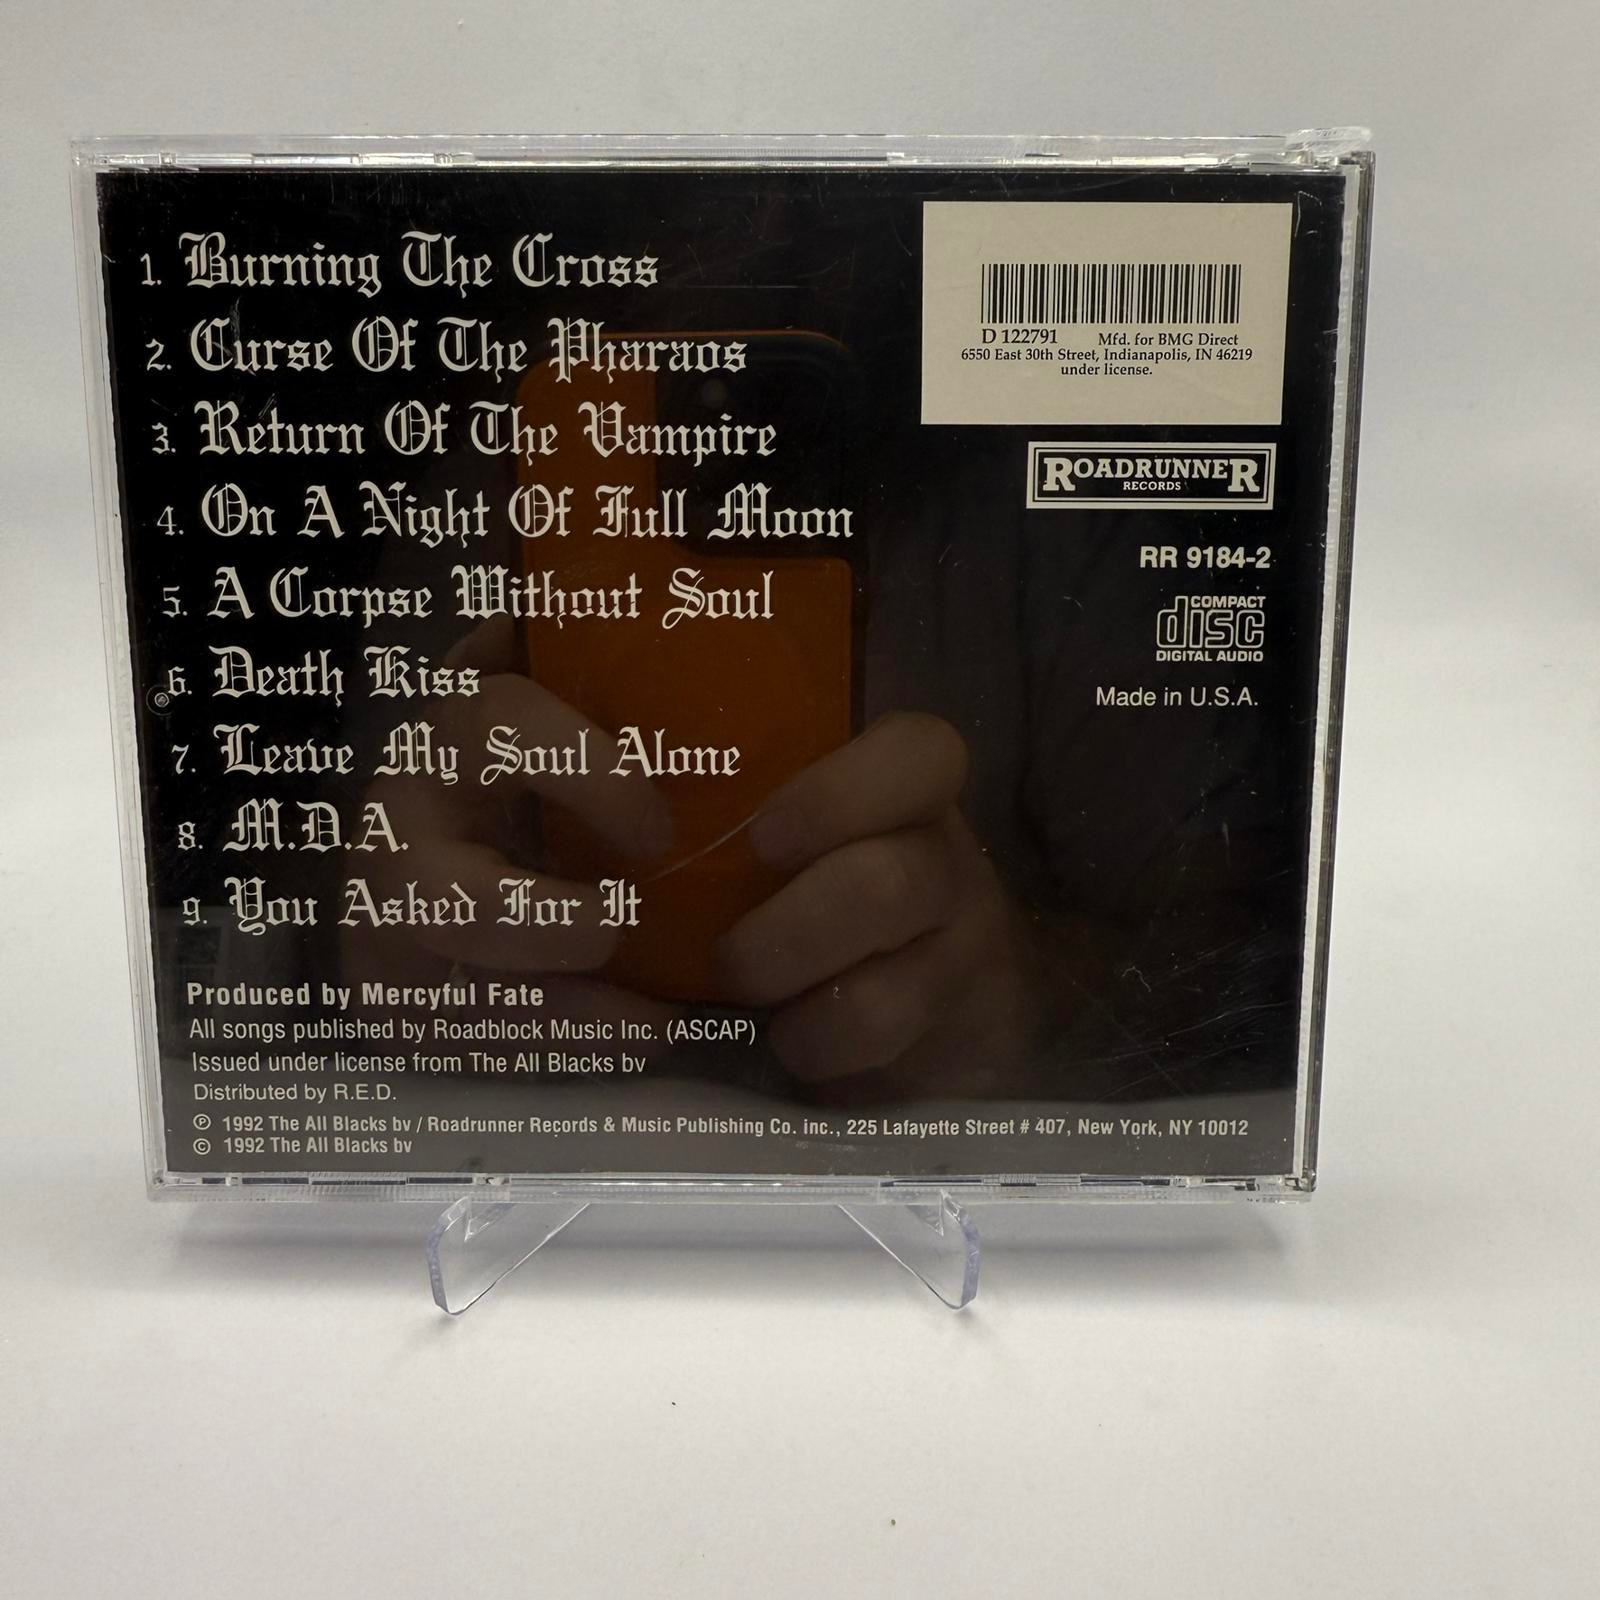 1. Burning The Cross
2. Curse Of The Pharaos
3. Return Of The Vampire
4. On A Night Of Full Moon
5. A Corpse Without Soul
6. Death Kiss
7. Leave My Soul Alone
8. M.D.A.
9. You Asked For It
Produced by Mercyful Fate
All songs published by Roadblock Music Inc. (ASCAP)
Issued under license from The All Blacks bv
Distributed by R.E.D.
℗ 1992 The All Blacks bv / Roadrunner Records & Music Publishing Co. inc., 225 Lafayette Street # 407, New York, NY 10012
© 1992 The All Blacks bv
D 122791 Mfd. for BMG Direct
6550 East 30th Street, Indianapolis, IN 46219
under license.
ROADRUNNER
RECORDS
RR 9184-2
COMPACT
disc
DIGITAL AUDIO
Made in U.S.A.